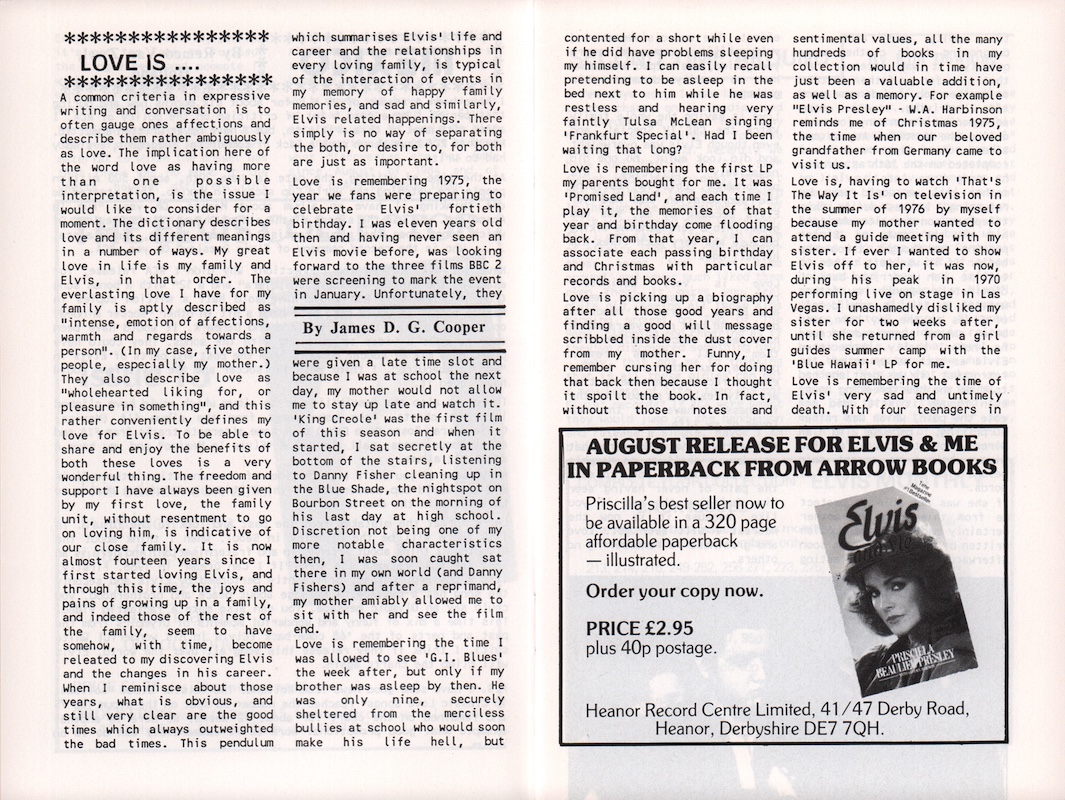 ****************
LOVE IS ....
****************
A common criteria in expressive
writing and conversation is to
often gauge ones affections and
describe them rather ambiguously
as love. The implication here of
the word love as having more
than one possible
interpretation, is the issue I
would like to consider for a
moment. The dictionary describes
love and its different meanings
in a number of ways. My great
love in life is my family and
Elvis, in that order. The
everlasting love I have for my
family is aptly described as
"intense, emotion of affections,
warmth and regards towards a
person". (In my case, five other
people, especially my mother.)
They also describe love as
"wholehearted liking for, or
pleasure in something", and this
rather conveniently defines my
love for Elvis. To be able to
share and enjoy the benefits of
both these loves is a very
wonderful thing. The freedom and
support I have always been given
by my first love, the family
unit, without resentment to go
on loving him, is indicative of
our close family. It is now
almost fourteen years since I
first started loving Elvis, and
through this time, the joys and
pains of growing up in a family,
and indeed those of the rest of
the family, seem to have
somehow, with time, become
releated to my discovering Elvis
and the changes in his career.
When I reminisce about those
years, what is obvious, and
still very clear are the good
times which always outweighted
the bad times. This pendulum
which summarises Elvis' life and
career and the relationships in
every loving family, is typical
of the interaction of events in
my memory of happy family
memories, and sad and similarly,
Elvis related happenings. There
simply is no way of separating
the both, or desire to, for both
are just as important.
Love is remembering 1975, the
year we fans were preparing to
celebrate Elvis' fortieth
birthday. I was eleven years old
then and having never seen an
Elvis movie before, was looking
forward to the three films BBC 2
were screening to mark the event
in January. Unfortunately, they
By James D. G. Cooper
were given a late time slot and
because I was at school the next
day, my mother would not allow
me to stay up late and watch it.
'King Creole' was the first film
of this season and when it
started, I sat secretly at the
bottom of the stairs, listening
to Danny Fisher cleaning up in
the Blue Shade, the nightspot on
Bourbon Street on the morning of
his last day at high school.
Discretion not being one of my
more notable characteristics
then, I was soon caught sat
there in my own world (and Danny
Fishers) and after a reprimand,
my mother amiably allowed me to
sit with her and see the film
end.
Love is remembering the time I
was allowed to see 'G.I. Blues'
the week after, but only if my
brother was asleep by then. He
was only nine, securely
sheltered from the merciless
bullies at school who would soon
make his life hell, but
contented for a short while even
if he did have problems sleeping
my himself. I can easily recall
pretending to be asleep in the
bed next to him while he was
restless and hearing very
faintly Tulsa McLean singing
'Frankfurt Special'. Had I been
waiting that long?
Love is remembering the first LP
my parents bought for me. It was
'Promised Land', and each time I
play it, the memories of that
year and birthday come flooding
back. From that year, I can
associate each passing birthday
and Christmas with particular
records and books.
Love is picking up a biography
after all those good years and
finding a good will message
scribbled inside the dust cover
from my mother. Funny, I
remember cursing her for doing
that back then because I thought
it spoilt the book. In fact,
without those notes and
sentimental values, all the many
hundreds of books in my
collection would in time have
just been a valuable addition,
as well as a memory. For example
"Elvis Presley" - W.A. Harbinson
reminds me of Christmas 1975,
the time when our beloved
grandfather from Germany came to
visit us.
Love is, having to watch 'That's
The Way It Is' on television in
the summer of 1976 by myself
because my mother wanted to
attend a guide meeting with my
sister. If ever I wanted to show
Elvis off to her, it was now,
during his peak in 1970
performing live on stage in Las
Vegas. I unashamedly disliked my
sister for two weeks after,
until she returned from a girl
guides summer camp with the
'Blue Hawaii' LP for me.
Love is remembering the time of
Elvis' very sad and untimely
death. With four teenagers in
AUGUST RELEASE FOR ELVIS & ME
IN PAPERBACK FROM ARROW BOOKS
Priscilla's best seller now to
be available in a 320 page
affordable paperback
— illustrated.
Order your copy now.
PRICE £2.95
plus 40p postage.
Time
Magazine
#1 Bestseller
Elvis
and Me
PRISCILLA
BEAULIEU PRESLEY
Heanor Record Centre Limited, 41/47 Derby Road,
Heanor, Derbyshire DE7 7QH.